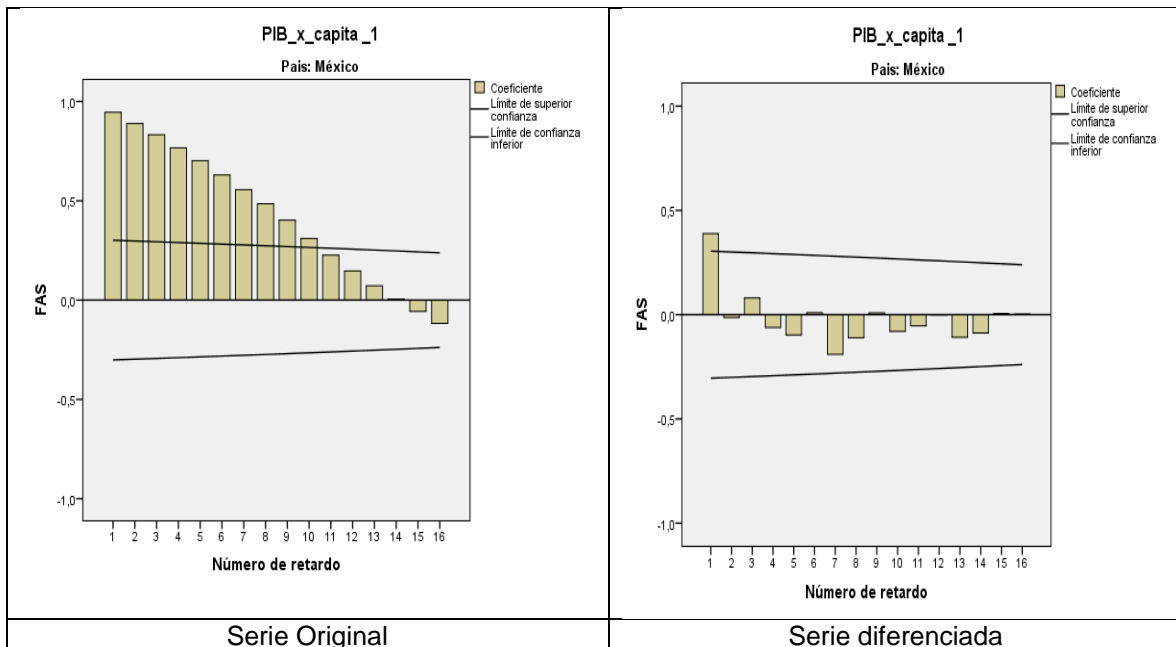 PIB_x_capita _1
País: México
Coeficiente
Límite de superior
confianza
Límite de confianza
inferior
1,0
0,5
0,0
-0,5
-1,0
FAS
1 2 3 4 5 6 7 8 9 10 11 12 13 14 15 16
Número de retardo
Serie Original
PIB_x_capita _1
País: México
Coeficiente
Límite de superior
confianza
Límite de confianza
inferior
1,0
0,5
0,0
-0,5
-1,0
FAS
1 2 3 4 5 6 7 8 9 10 11 12 13 14 15 16
Número de retardo
Serie diferenciada